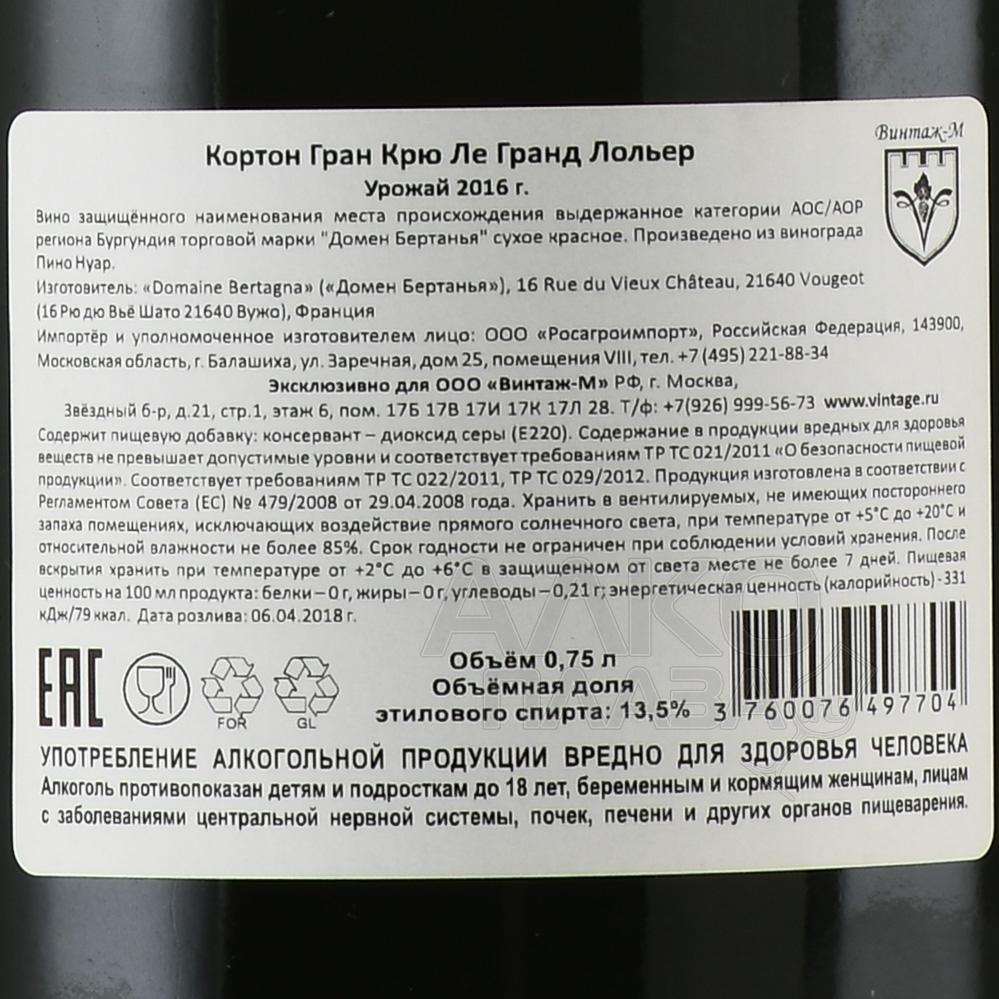 Винтаж-М
Кортон Гран Крю Ле Гранд Лольер
Урожай 2016 г.
Вино защищённого наименования места происхождения выдержанное категории АОС/АОР
региона Бургундия торговой марки "Домен Бертанья" сухое красное. Произведено из винограда
Пино Нуар.
Изготовитель: «Domaine Bertagna» («Домен Бертанья»), 16 Rue du Vieux Château, 21640 Vougeot
(16 Рю дю Вьё Шато 21640 Вужо), Франция
Импортёр и уполномоченное изготовителем лицо: ООО «Росагроимпорт», Российская Федерация, 143900,
Московская область, г. Балашиха, ул. Заречная, дом 25, помещения VIII, тел. +7 (495) 221-88-34
Эксклюзивно для ООО «Винтаж-М» РФ, г. Москва,
Звёздный б-р, д.21, стр.1, этаж 6, пом. 17Б 17В 17И 17К 17Л 28. Т/ф: +7(926) 999-56-73 www.vintage.ru
Содержит пищевую добавку: консервант – диоксид серы (Е220). Содержание в продукции вредных для здоровья
веществ не превышает допустимые уровни и соответствует требованиям ТР ТС 021/2011 «О безопасности пищевой
продукции». Соответствует требованиям ТР ТС 022/2011, ТР ТС 029/2012. Продукция изготовлена в соответствии с
Регламентом Совета (ЕС) № 479/2008 от 29.04.2008 года. Хранить в вентилируемых, не имеющих постороннего
запаха помещениях, исключающих воздействие прямого солнечного света, при температуре от +5°С до +20°С и
относительной влажности не более 85%. Срок годности не ограничен при соблюдении условий хранения. После
вскрытия хранить при температуре от +2°С до +6°С в защищенном от света месте не более 7 дней. Пищевая
ценность на 100 мл продукта: белки – 0 г, жиры – 0 г, углеводы – 0,21 г; энергетическая ценность (калорийность) - 331
кДж/79 ккал. Дата розлива: 06.04.2018 г.
ЕАС
FOR
GL
Объём 0,75 л
Объёмная доля
этилового спирта: 13,5%
3 760076 497704
АЛКО
ПЛАЗА
УПОТРЕБЛЕНИЕ АЛКОГОЛЬНОЙ ПРОДУКЦИИ ВРЕДНО ДЛЯ ЗДОРОВЬЯ ЧЕЛОВЕКА
Алкоголь противопоказан детям и подросткам до 18 лет, беременным и кормящим женщинам, лицам
с заболеваниями центральной нервной системы, почек, печени и других органов пищеварения.